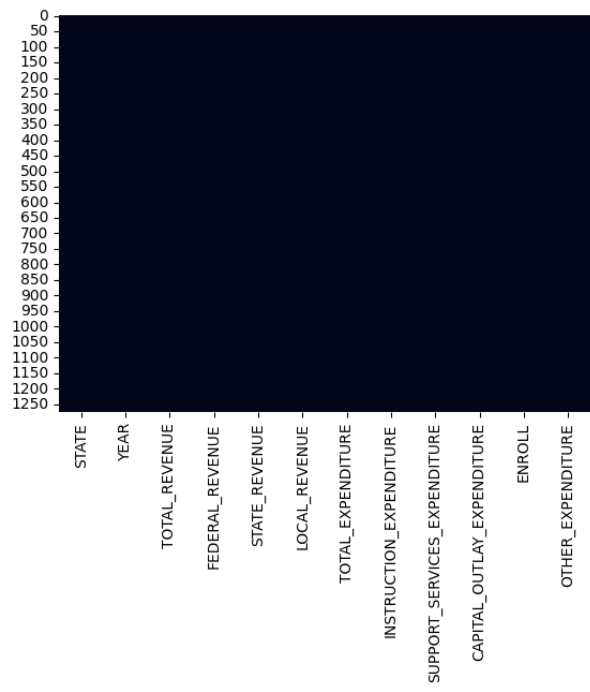 0
50
100
150
200
250
300
350
400
450
500
550
600
650
700
750
800
850
900
950
1000
1050
1100
1150
1200
1250
STATE
YEAR
TOTAL_REVENUE
FEDERAL_REVENUE
STATE_REVENUE
LOCAL_REVENUE
TOTAL_EXPENDITURE
INSTRUCTION_EXPENDITURE
SUPPORT_SERVICES_EXPENDITURE
CAPITAL_OUTLAY_EXPENDITURE
ENROLL
OTHER_EXPENDITURE